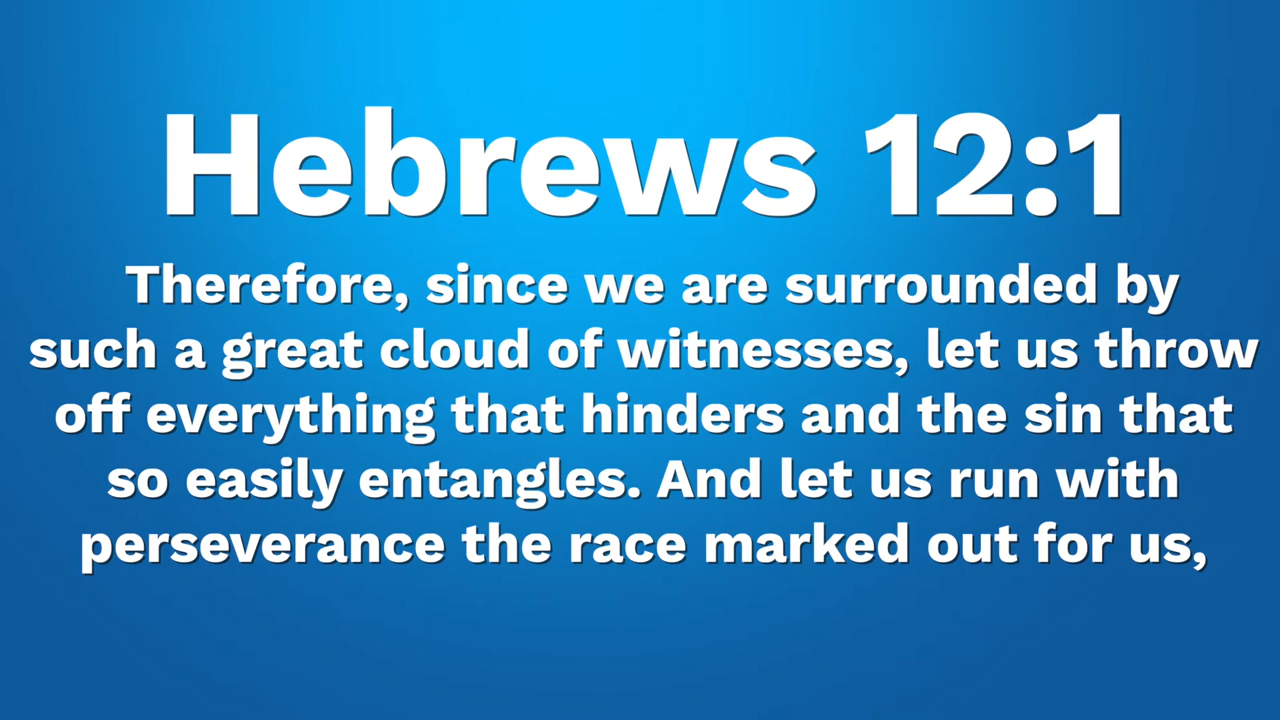 Hebrews 12:1
Therefore, since we are surrounded by
such a great cloud of witnesses, let us throw
off everything that hinders and the sin that
so easily entangles. And let us run with
perseverance the race marked out for us,